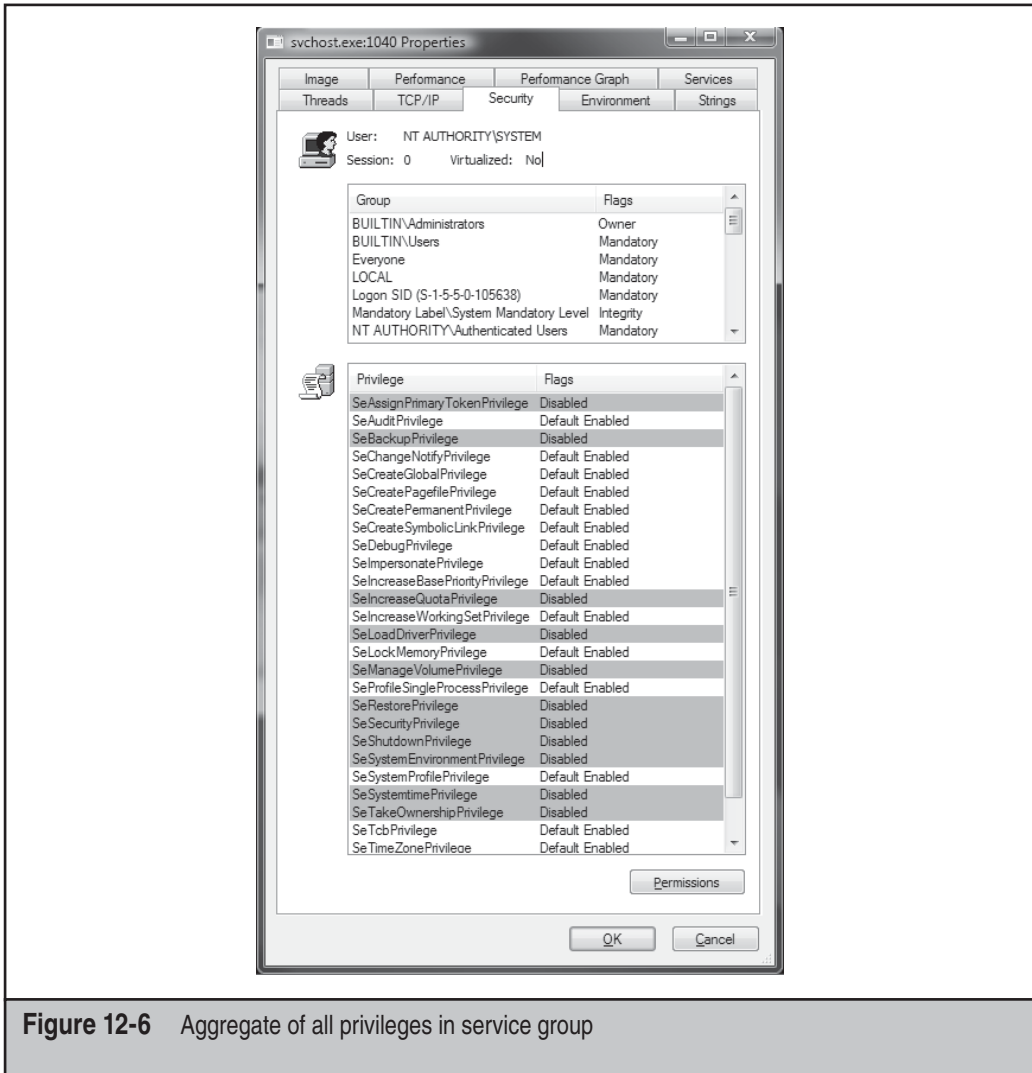 svchost.exe:1040 Properties
Image Performance Performance Graph Services
Threads TCP/IP Security Environment Strings
User: NT AUTHORITY\SYSTEM
Session: 0 Virtualized: No
Group Flags
BUILTIN\Administrators Owner
BUILTIN\Users Mandatory
Everyone Mandatory
LOCAL Mandatory
Logon SID (S-1-5-5-0-105638) Mandatory
Mandatory Label\System Mandatory Level Integrity
NT AUTHORITY\Authenticated Users Mandatory
Privilege Flags
SeAssignPrimaryTokenPrivilege Disabled
SeAuditPrivilege Default Enabled
SeBackupPrivilege Disabled
SeChangeNotifyPrivilege Default Enabled
SeCreateGlobalPrivilege Default Enabled
SeCreatePagefilePrivilege Default Enabled
SeCreatePermanentPrivilege Default Enabled
SeCreateSymbolicLinkPrivilege Default Enabled
SeDebugPrivilege Default Enabled
SeImpersonatePrivilege Default Enabled
SeIncreaseBasePriorityPrivilege Default Enabled
SeIncreaseQuotaPrivilege Disabled
SeIncreaseWorkingSetPrivilege Default Enabled
SeLoadDriverPrivilege Disabled
SeLockMemoryPrivilege Default Enabled
SeManageVolumePrivilege Disabled
SeProfileSingleProcessPrivilege Default Enabled
SeRestorePrivilege Disabled
SeSecurityPrivilege Disabled
SeShutdownPrivilege Disabled
SeSystemEnvironmentPrivilege Disabled
SeSystemProfilePrivilege Default Enabled
SeSystemtimePrivilege Disabled
SeTakeOwnershipPrivilege Disabled
SeTcbPrivilege Default Enabled
SeTimeZonePrivilege Default Enabled
Permissions
OK Cancel
Figure 12-6 Aggregate of all privileges in service group